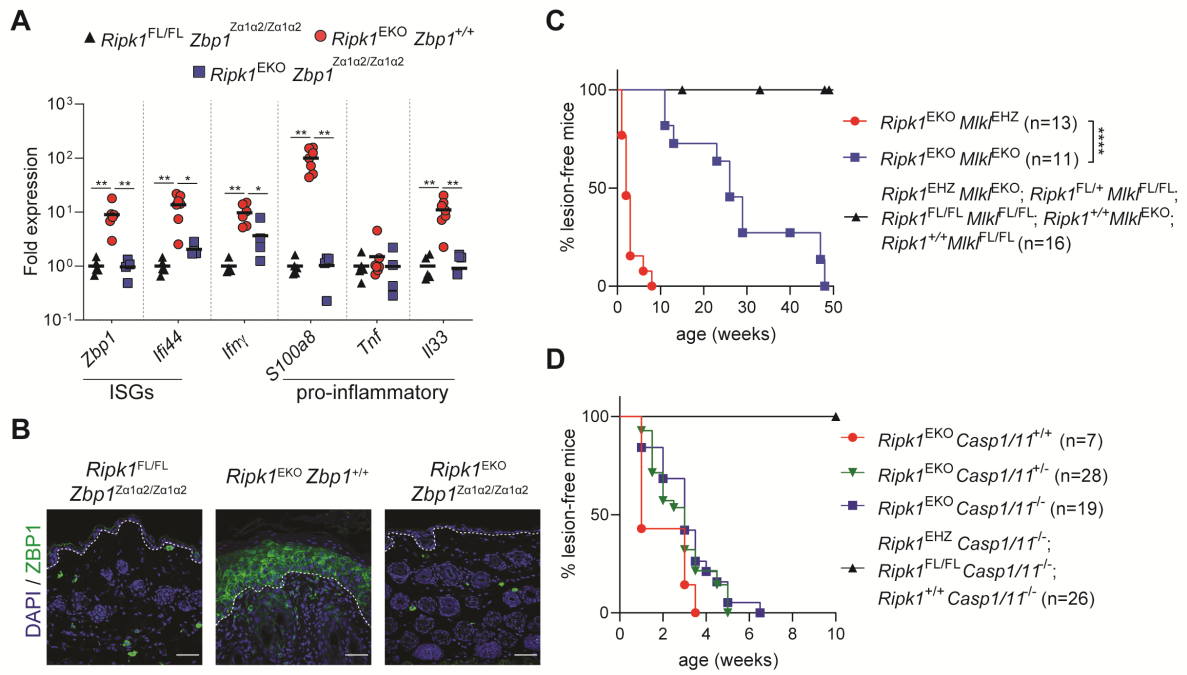 A
▲ Ripk1FL/FL Zbp1Zα1α2/Zα1α2 ● Ripk1EKO Zbp1+/+
■ Ripk1EKO Zbp1Zα1α2/Zα1α2
Fold expression
103
102
101
100
10-1
** **
** *
** *
** **
** **
Zbp1
Ifi44
Ifnγ
S100a8
Tnf
Il33
ISGs
pro-inflammatory
B
Ripk1FL/FL
Zbp1Zα1α2/Zα1α2
Ripk1EKO Zbp1+/+
Ripk1EKO
Zbp1Zα1α2/Zα1α2
DAPI / ZBP1
C
% lesion-free mice
100
50
0
0 10 20 30 40 50
age (weeks)
Ripk1EKO MlklEHZ (n=13)
Ripk1EKO MlklEKO (n=11)
****
Ripk1EHZ MlklEKO; Ripk1FL/+ MlklFL/FL;
Ripk1FL/FL MlklFL/FL; Ripk1+/+MlklEKO;
Ripk1+/+MlklFL/FL (n=16)
D
% lesion-free mice
100
50
0
0 2 4 6 8 10
age (weeks)
Ripk1EKO Casp1/11+/+ (n=7)
Ripk1EKO Casp1/11+/- (n=28)
Ripk1EKO Casp1/11-/- (n=19)
Ripk1EHZ Casp1/11-/-;
Ripk1FL/FL Casp1/11-/-;
Ripk1+/+ Casp1/11-/- (n=26)